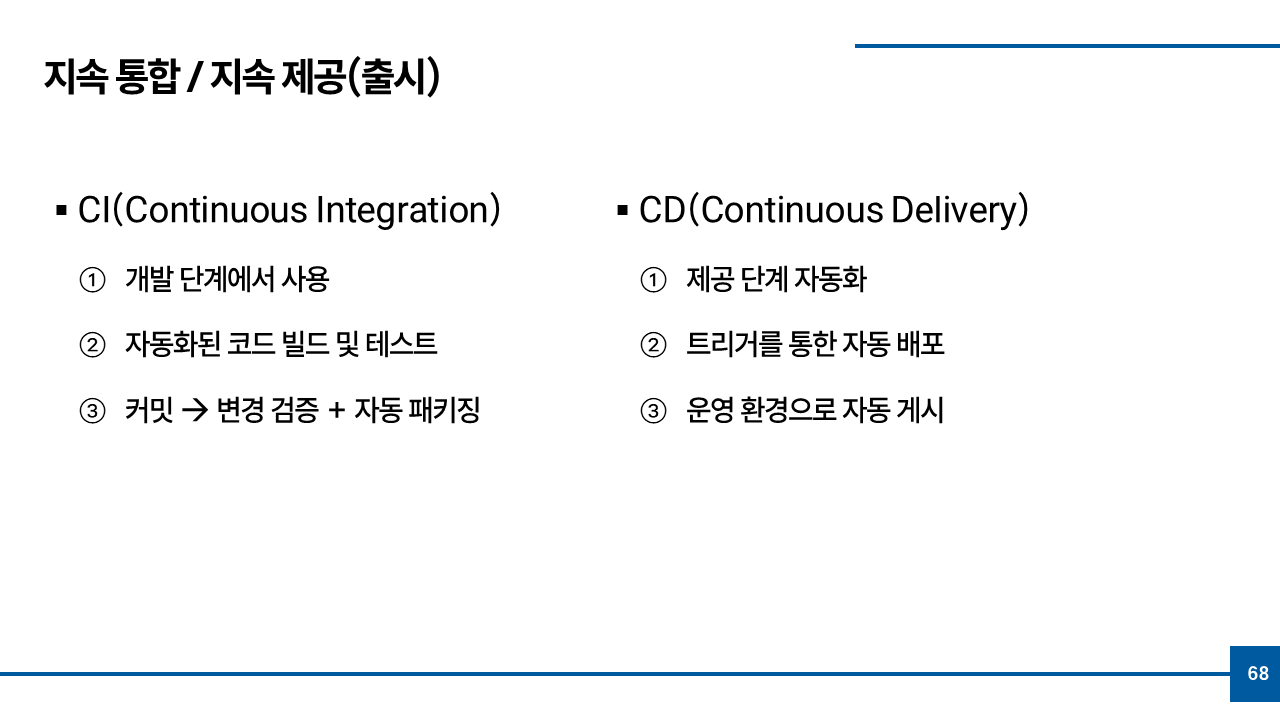 지속 통합 / 지속 제공(출시)
▪ CI(Continuous Integration)
① 개발 단계에서 사용
② 자동화된 코드 빌드 및 테스트
③ 커밋 → 변경 검증 + 자동 패키징
▪ CD(Continuous Delivery)
① 제공 단계 자동화
② 트리거를 통한 자동 배포
③ 운영 환경으로 자동 게시
68